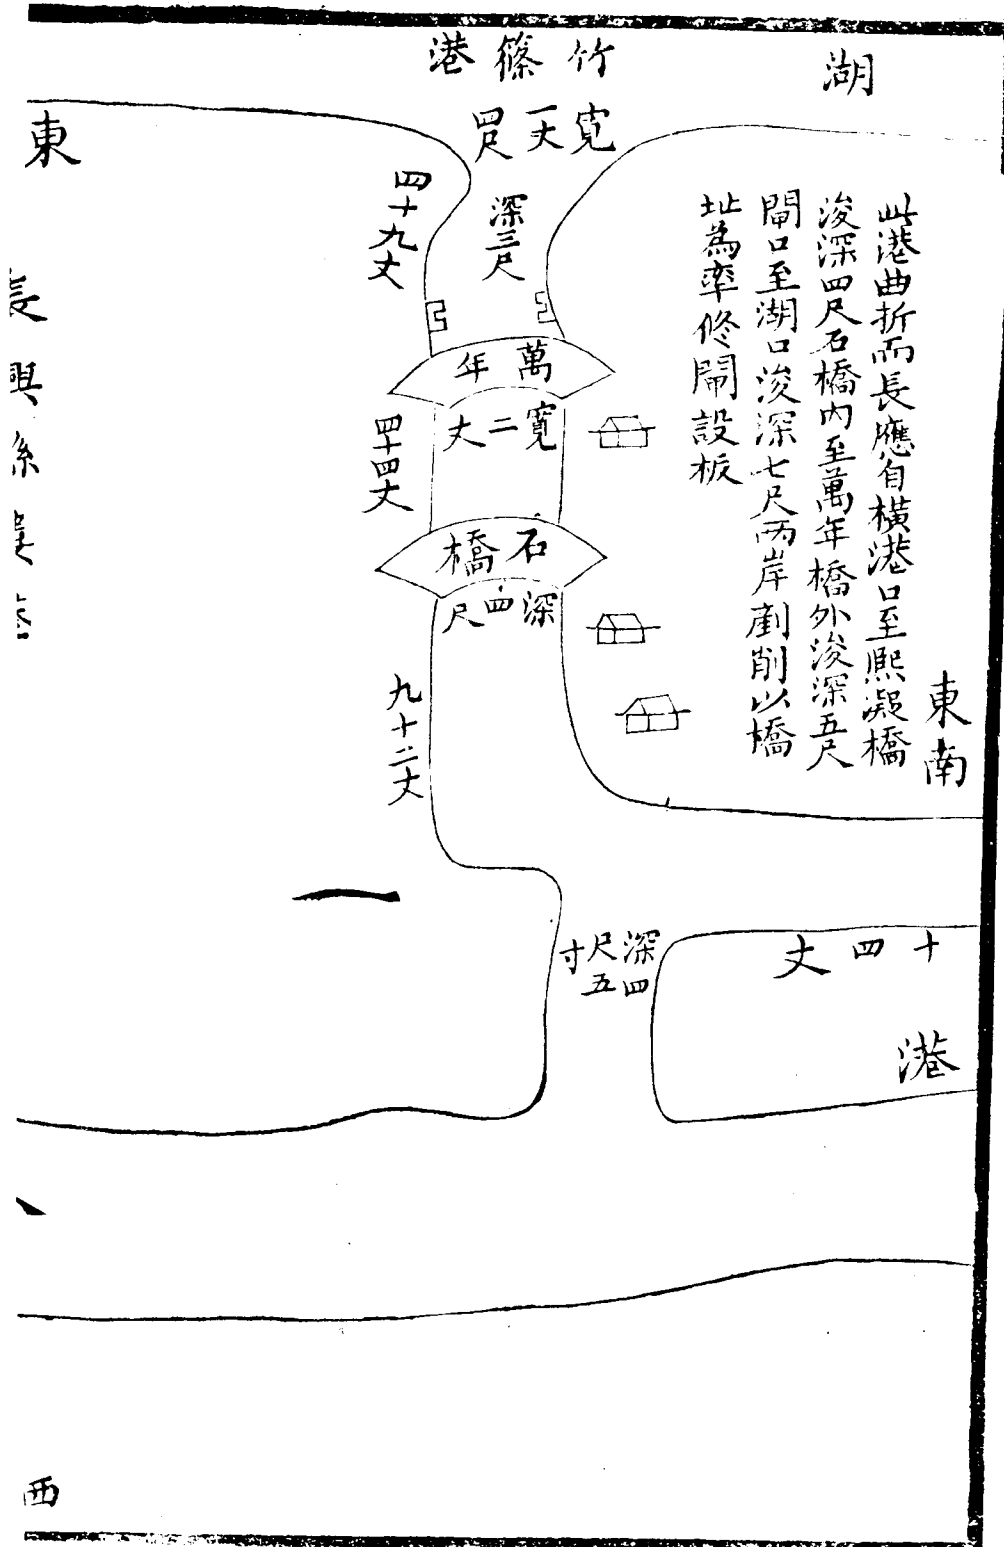 湖
竹篠港
寬一丈四尺
深三尺
四十九丈
東
此港曲折而長應自橫港口至熙凝橋
浚深四尺石橋內至萬年橋外浚深五尺
閘口至湖口浚深七尺兩岸剷削以橋
址為率修閘設板
東南
萬年
寬二丈
四十四丈
石橋
深四尺
九十二丈
深四尺五寸
十四丈
港
西